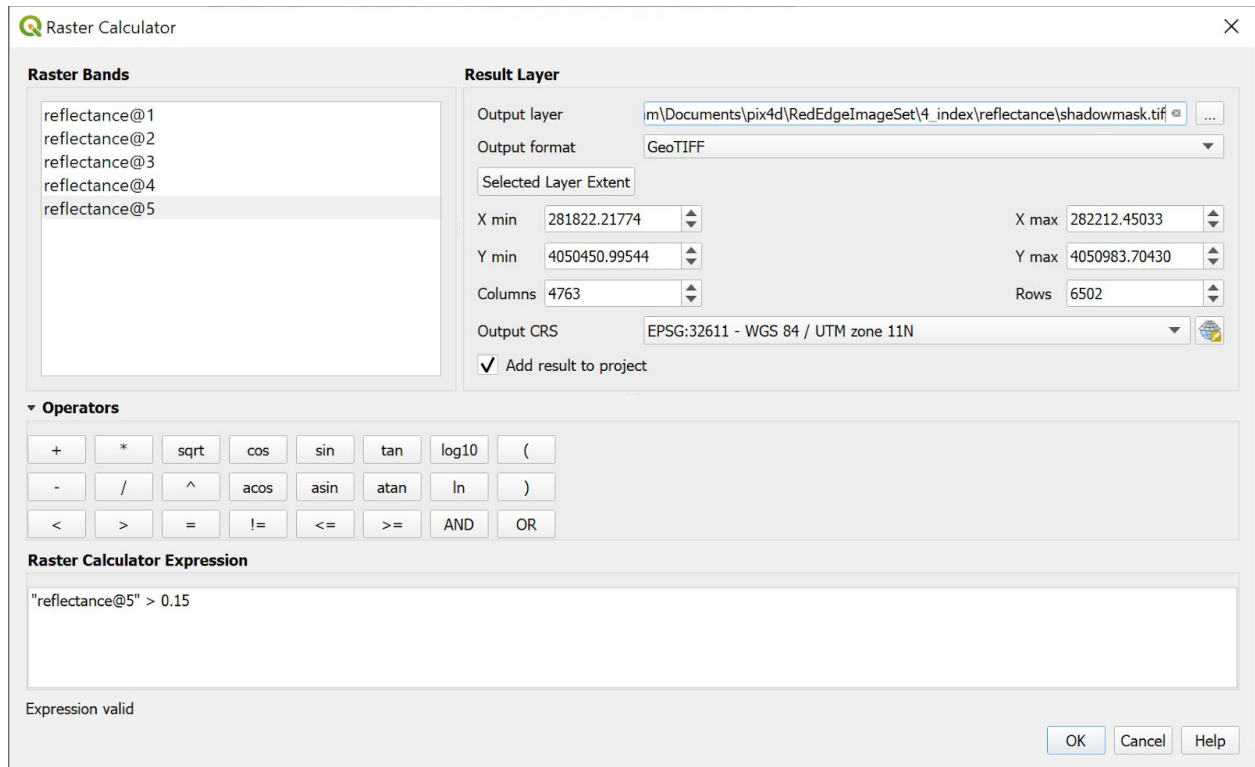 Raster Calculator
Raster Bands
reflectance@1
reflectance@2
reflectance@3
reflectance@4
reflectance@5
Result Layer
Output layer m\Documents\pix4d\RedEdgeImageSet\4_index\reflectance\shadowmask.tif ...
Output format GeoTIFF
Selected Layer Extent
X min 281822.21774 X max 282212.45033
Y min 4050450.99544 Y max 4050983.70430
Columns 4763 Rows 6502
Output CRS EPSG:32611 - WGS 84 / UTM zone 11N
Add result to project
Operators
+ * sqrt cos sin tan log10 (
- / ^ acos asin atan ln )
< > = != <= >= AND OR
Raster Calculator Expression
"reflectance@5" > 0.15
Expression valid
OK Cancel Help